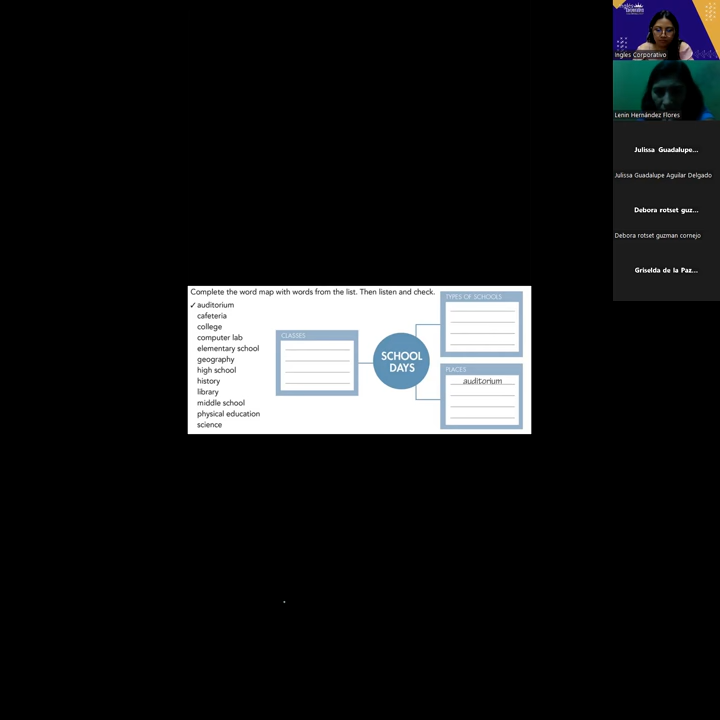 Complete the word map with words from the list. Then listen and check.
✓ auditorium
cafeteria
college
computer lab
elementary school
geography
high school
history
library
middle school
physical education
science
CLASSES
SCHOOL
DAYS
TYPES OF SCHOOLS
PLACES
auditorium
Ingles Corporativo
Lenin Hernández Flores
Julissa Guadalupe...
Julissa Guadalupe Aguilar Delgado
Debora rotset guz...
Debora rotset guzman cornejo
Griselda de la Paz...